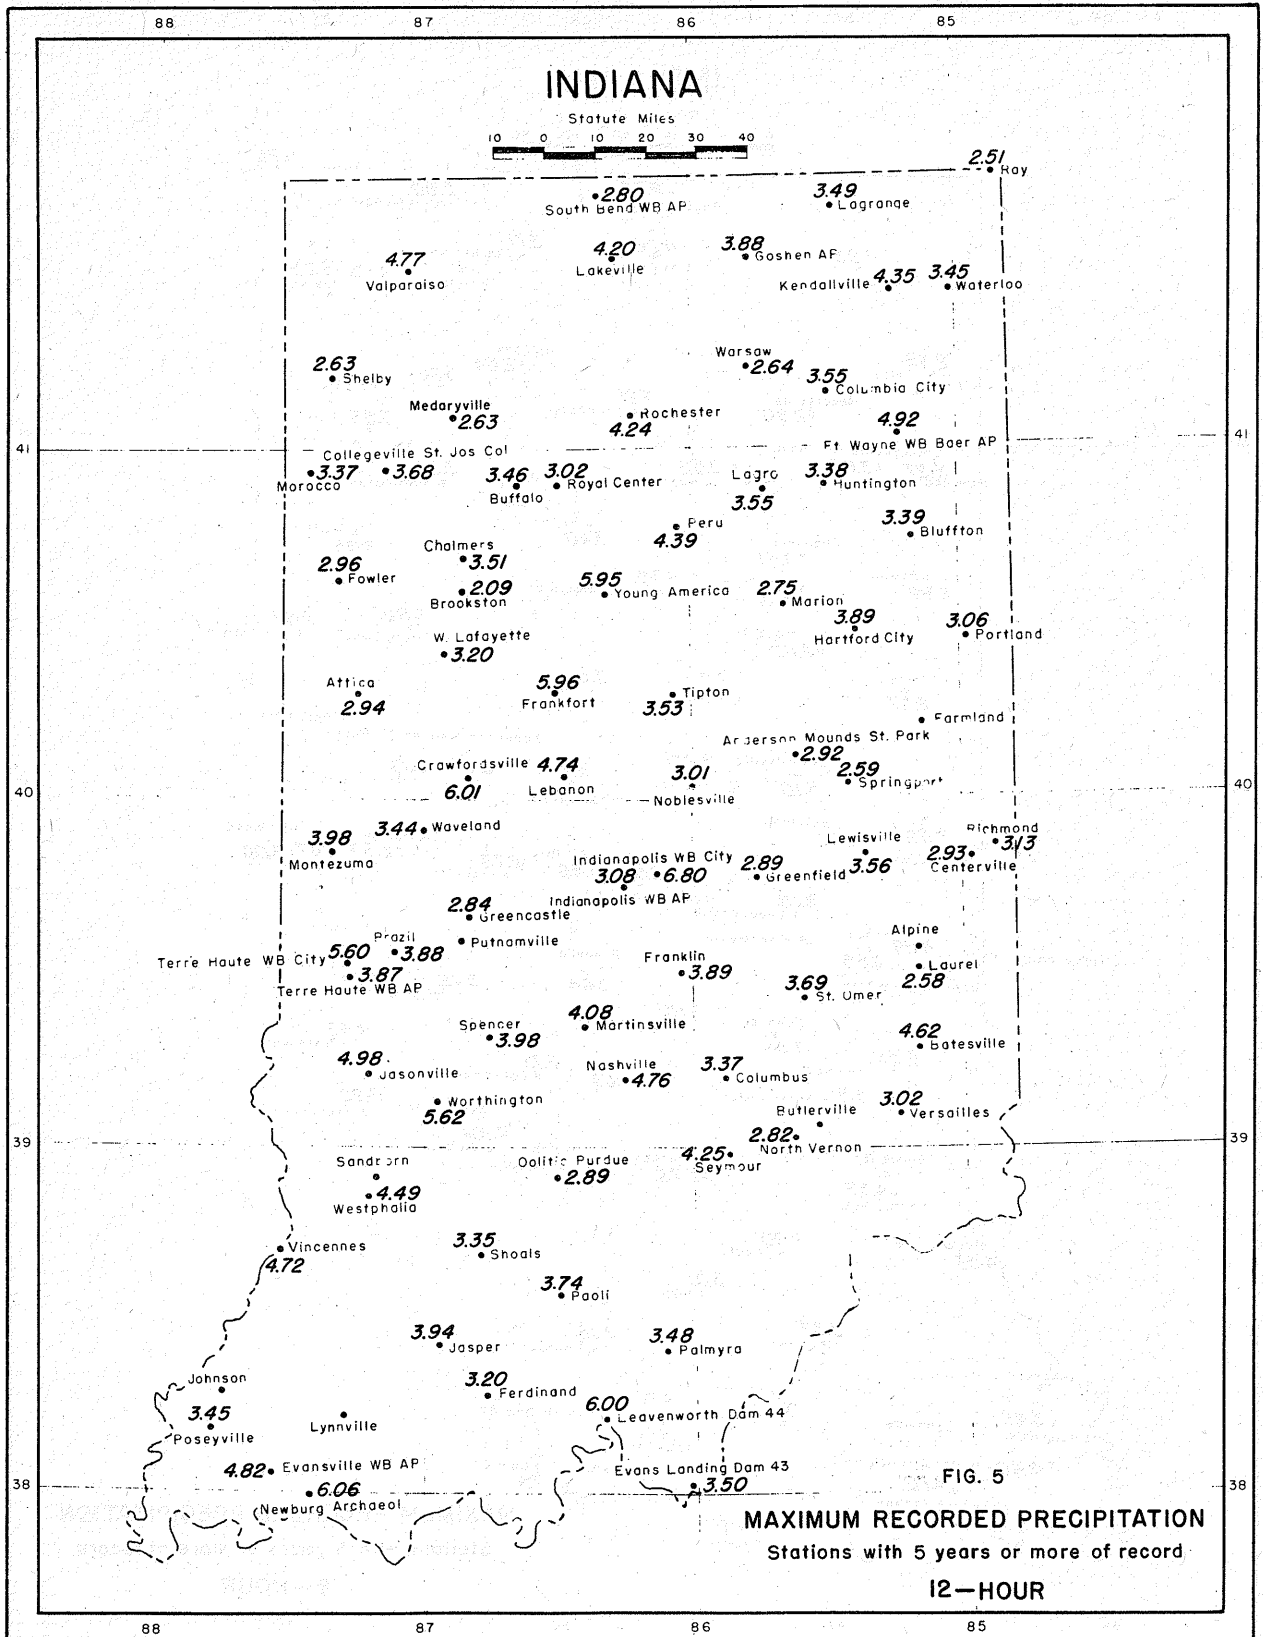 88 87 86 85
INDIANA
Statute Miles
10 0 10 20 30 40
2.51
Ray
2.80
South Bend WB AP
3.49
Lagrange
4.77
Valparaiso
4.20
Lakeville
3.88
Goshen AP
Kendallville 4.35
3.45
Waterloo
2.63
Shelby
Warsaw
2.64
3.55
Columbia City
Medaryville
2.63
Rochester
4.24
4.92
Ft Wayne WB Baer AP
41 41
Collegeville St. Jos Col
3.68
3.37
Morocco
3.46
Buffalo
3.02
Royal Center
Lagro
3.55
3.38
Huntington
Peru
4.39
3.39
Bluffton
Chalmers
3.51
2.96
Fowler
2.09
Brookston
5.95
Young America
2.75
Marion
3.89
Hartford City
3.06
Portland
W. Lafayette
3.20
Attica
2.94
5.96
Frankfort
Tipton
3.53
Farmland
Anderson Mounds St. Park
2.92
Crawfordsville
6.01
4.74
Lebanon
3.01
Noblesville
2.59
Springport
40 40
3.44 Waveland
3.98
Montezuma
Lewisville
3.56
Richmond
3.13
2.93
Centerville
Indianapolis WB City
6.80
3.08
Indianapolis WB AP
2.89
Greenfield
2.84
Greencastle
Putnamville
Brazil
3.88
Terre Haute WB City 5.60
3.87
Terre Haute WB AP
Franklin
3.89
Alpine
Laurel
2.58
3.69
St. Omer
4.08
Martinsville
Spencer
3.98
4.62
Batesville
4.98
Jasonville
Nashville
4.76
3.37
Columbus
Worthington
5.62
Butlerville
3.02
Versailles
39 39
2.82
North Vernon
4.25
Seymour
Sandborn
4.49
Westphalia
Oolitic Purdue
2.89
Vincennes
4.72
3.35
Shoals
3.74
Paoli
3.94
Jasper
3.48
Palmyra
Johnson
3.20
Ferdinand
3.45
Poseyville
Lynnville
6.00
Leavenworth Dam 44
4.82 Evansville WB AP
Evans Landing Dam 43
3.50
38 38
6.06
Newburg Archaeol
FIG. 5
MAXIMUM RECORDED PRECIPITATION
Stations with 5 years or more of record
12-HOUR
88 87 86 85